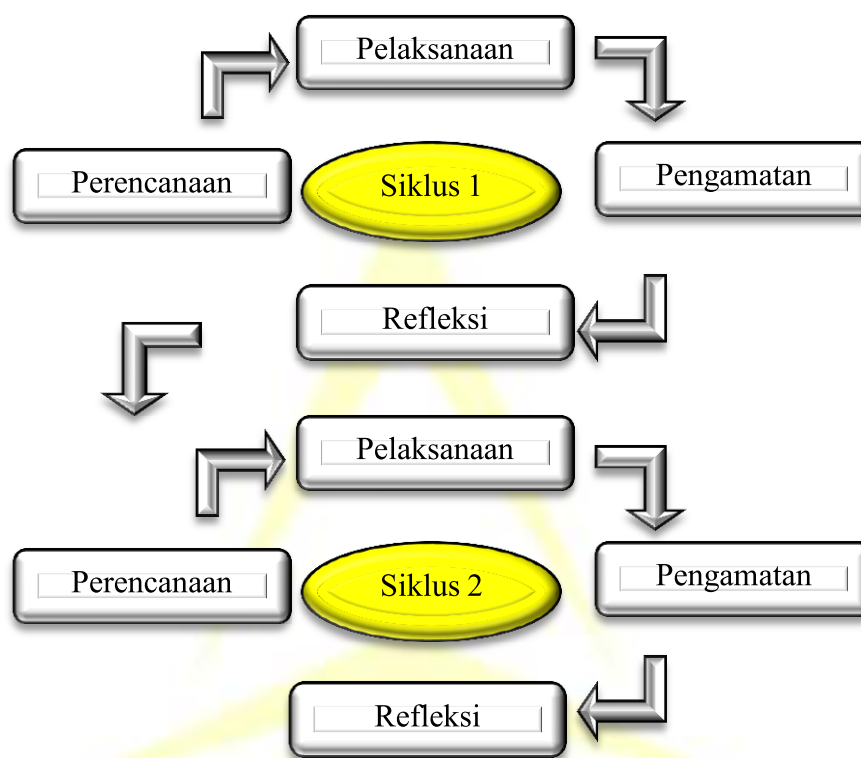 Pelaksanaan
Perencanaan
Siklus 1
Pengamatan
Refleksi
Pelaksanaan
Perencanaan
Siklus 2
Pengamatan
Refleksi